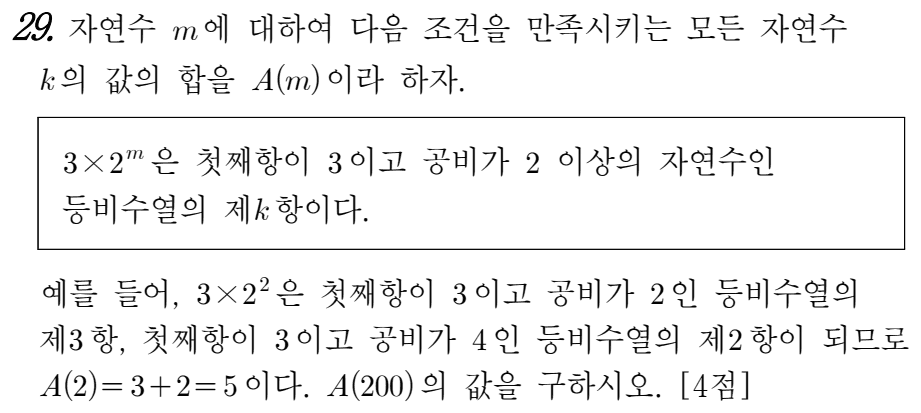 29. 자연수 m에 대하여 다음 조건을 만족시키는 모든 자연수
k의 값의 합을 A(m)이라 하자.
3×2^m은 첫째항이 3이고 공비가 2 이상의 자연수인
등비수열의 제k항이다.
예를 들어, 3×2²은 첫째항이 3이고 공비가 2인 등비수열의
제3항, 첫째항이 3이고 공비가 4인 등비수열의 제2항이 되므로
A(2)=3+2=5이다. A(200)의 값을 구하시오. [4점]